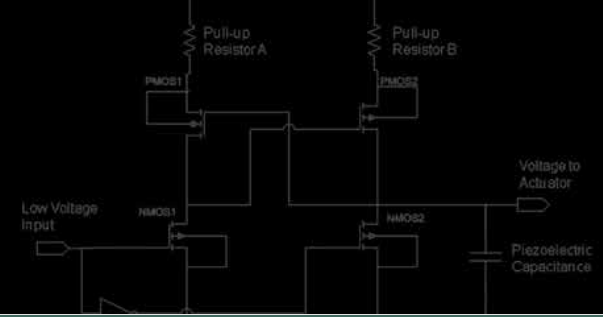 Pull-up
Resistor A
Pull-up
Resistor B
PMOS1
PMOS2
Voltage to
Actuator
Low Voltage
Input
NMOS1
NMOS2
Piezoelectric
Capacitance